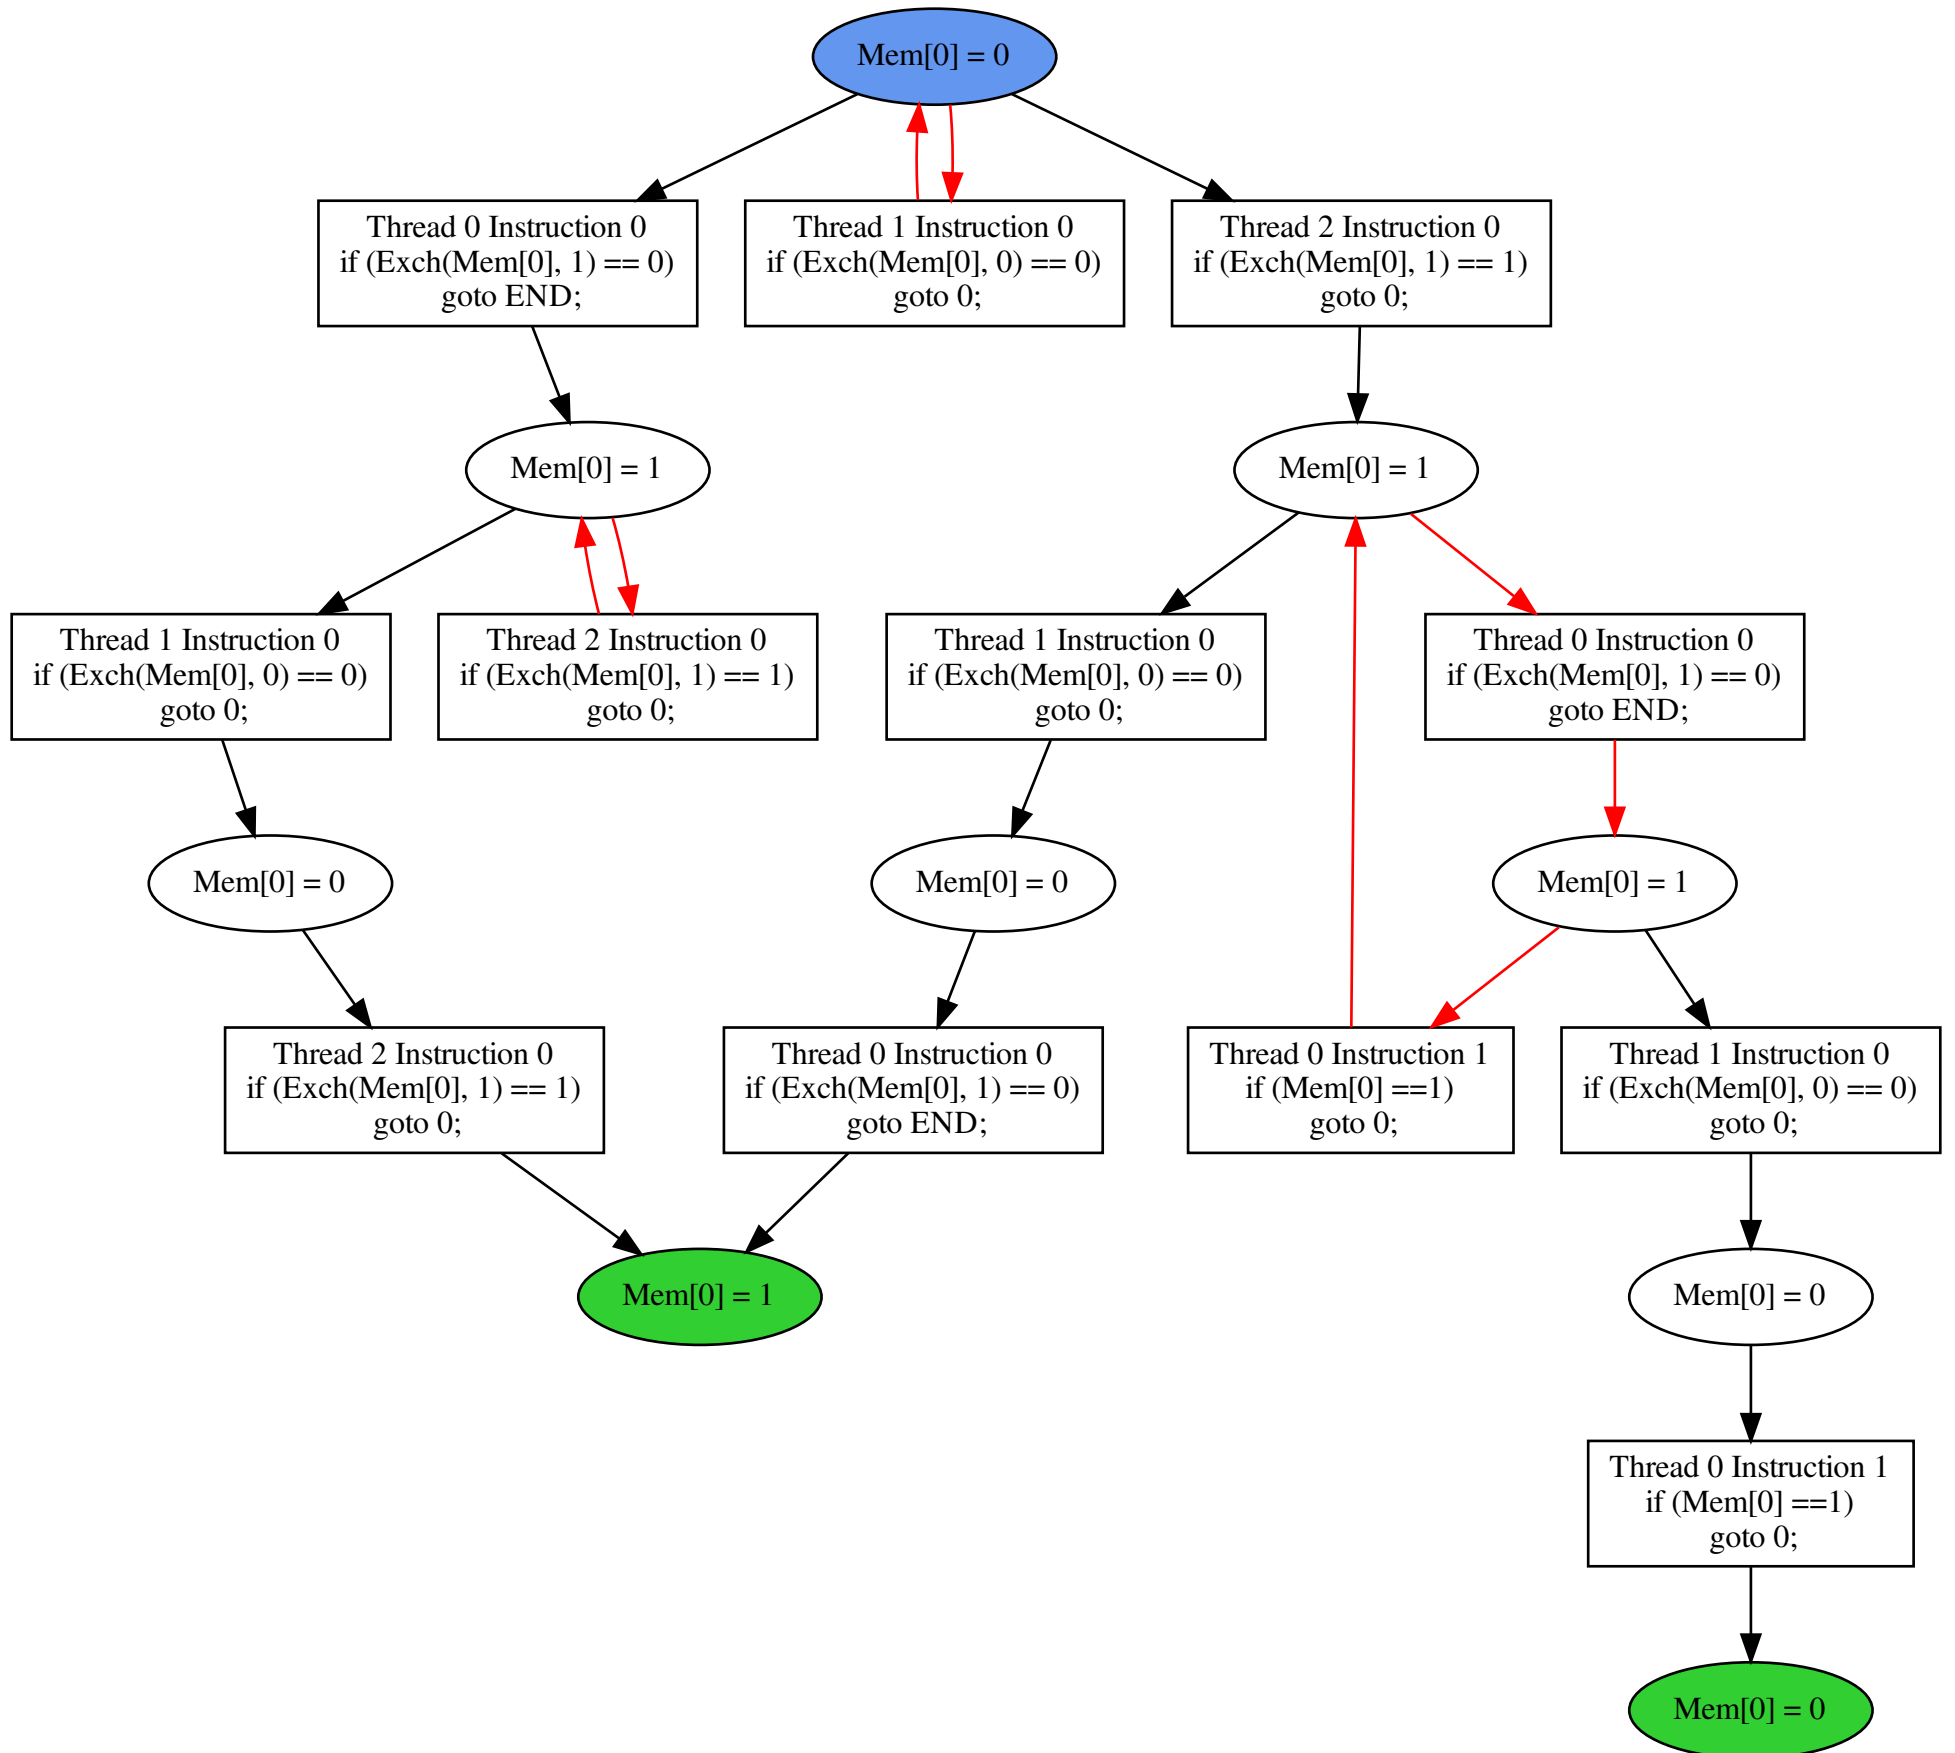 Mem[0] = 0
Thread 0 Instruction 0
if (Exch(Mem[0], 1) == 0)
goto END;
Thread 1 Instruction 0
if (Exch(Mem[0], 0) == 0)
goto 0;
Thread 2 Instruction 0
if (Exch(Mem[0], 1) == 1)
goto 0;
Mem[0] = 1
Mem[0] = 1
Thread 1 Instruction 0
if (Exch(Mem[0], 0) == 0)
goto 0;
Thread 2 Instruction 0
if (Exch(Mem[0], 1) == 1)
goto 0;
Thread 1 Instruction 0
if (Exch(Mem[0], 0) == 0)
goto 0;
Thread 0 Instruction 0
if (Exch(Mem[0], 1) == 0)
goto END;
Mem[0] = 0
Mem[0] = 0
Mem[0] = 1
Thread 2 Instruction 0
if (Exch(Mem[0], 1) == 1)
goto 0;
Thread 0 Instruction 0
if (Exch(Mem[0], 1) == 0)
goto END;
Thread 0 Instruction 1
if (Mem[0] ==1)
goto 0;
Thread 1 Instruction 0
if (Exch(Mem[0], 0) == 0)
goto 0;
Mem[0] = 1
Mem[0] = 0
Thread 0 Instruction 1
if (Mem[0] ==1)
goto 0;
Mem[0] = 0